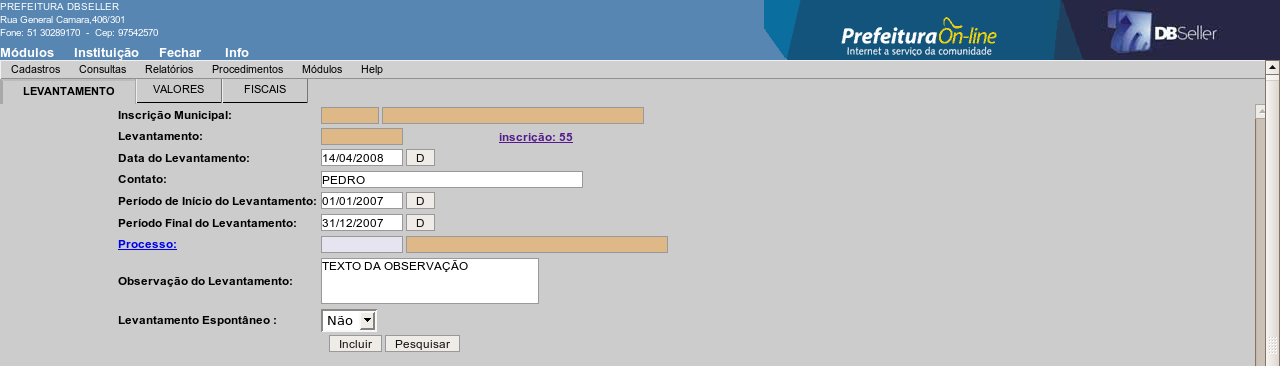 PREFEITURA DBSELLER
Rua General Camara,406/301
Fone: 51 30289170 - Cep: 97542570
Prefeitura On-line
Internet a serviço da comunidade
DBSeller
Módulos Instituição Fechar Info
Cadastros Consultas Relatórios Procedimentos Módulos Help
LEVANTAMENTO VALORES FISCAIS
Inscrição Municipal:
Levantamento: inscrição: 55
Data do Levantamento: 14/04/2008 D
Contato: PEDRO
Período de Início do Levantamento: 01/01/2007 D
Período Final do Levantamento: 31/12/2007 D
Processo:
Observação do Levantamento: TEXTO DA OBSERVAÇÃO
Levantamento Espontâneo : Não
Incluir Pesquisar